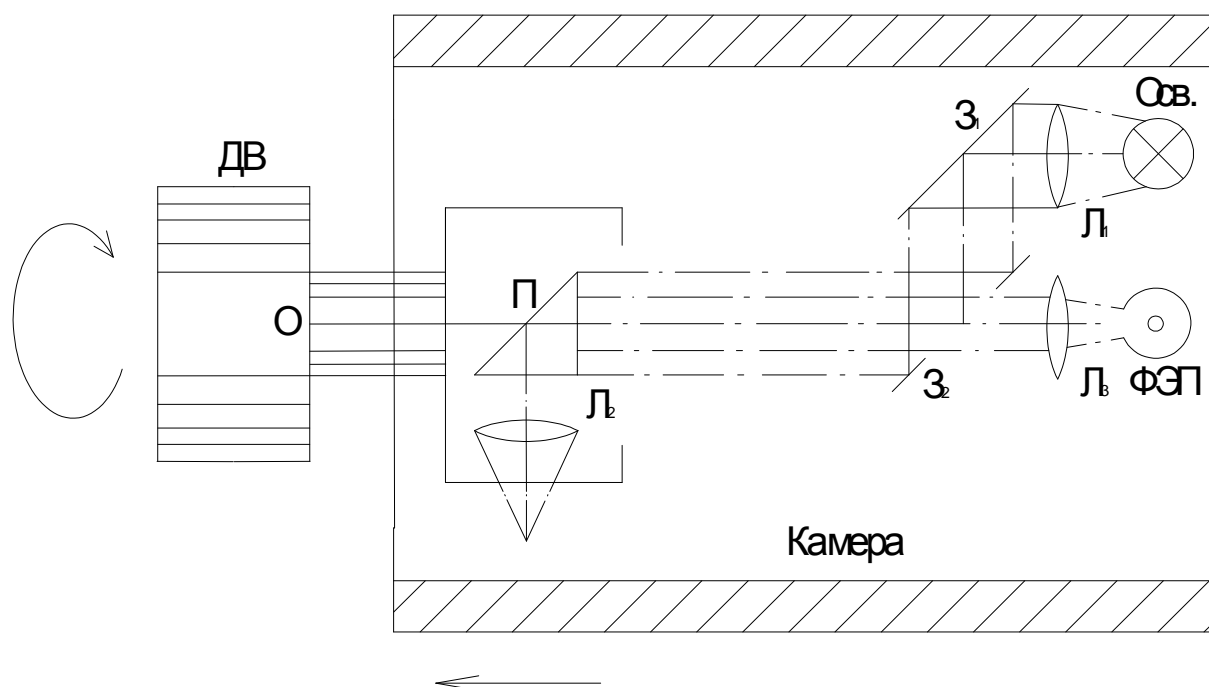 Осв.
З₁
ДВ
Л₁
П
О
З₂
Л₃
ФЭП
Л₂
Камера